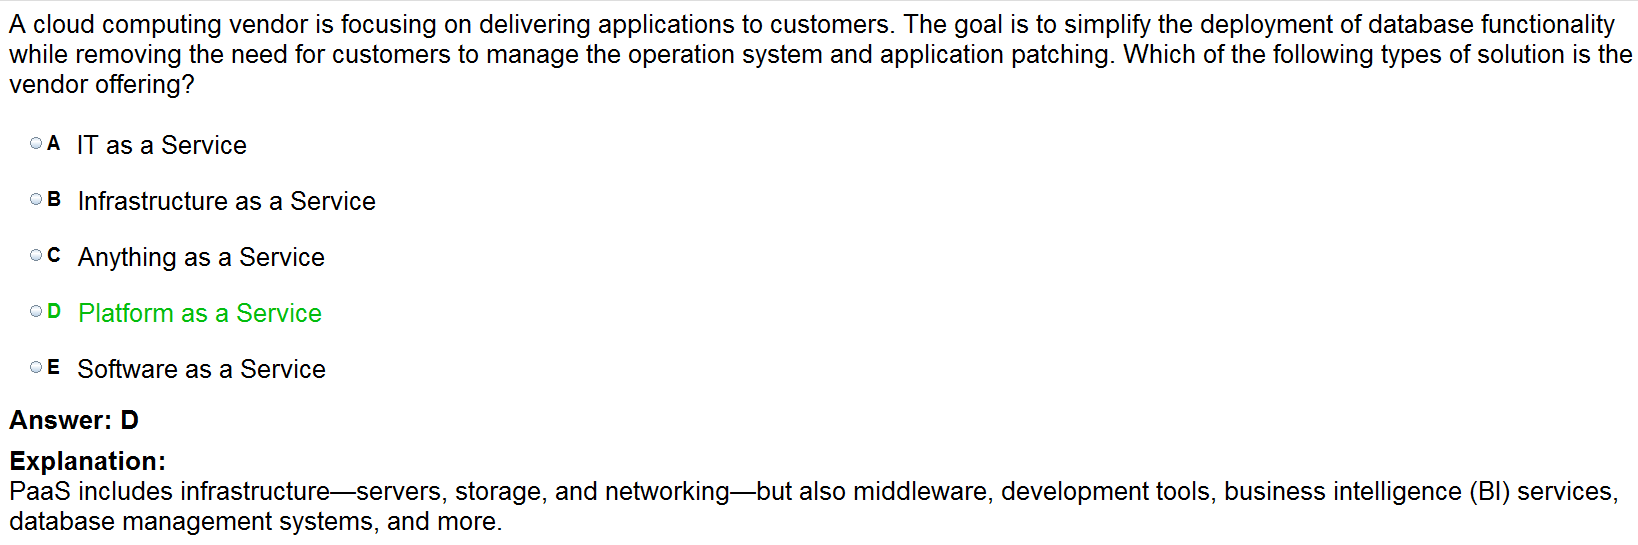 A cloud computing vendor is focusing on delivering applications to customers. The goal is to simplify the deployment of database functionality
while removing the need for customers to manage the operation system and application patching. Which of the following types of solution is the
vendor offering?
A IT as a Service
B Infrastructure as a Service
C Anything as a Service
D Platform as a Service
E Software as a Service
Answer: D
Explanation:
PaaS includes infrastructure—servers, storage, and networking—but also middleware, development tools, business intelligence (BI) services,
database management systems, and more.